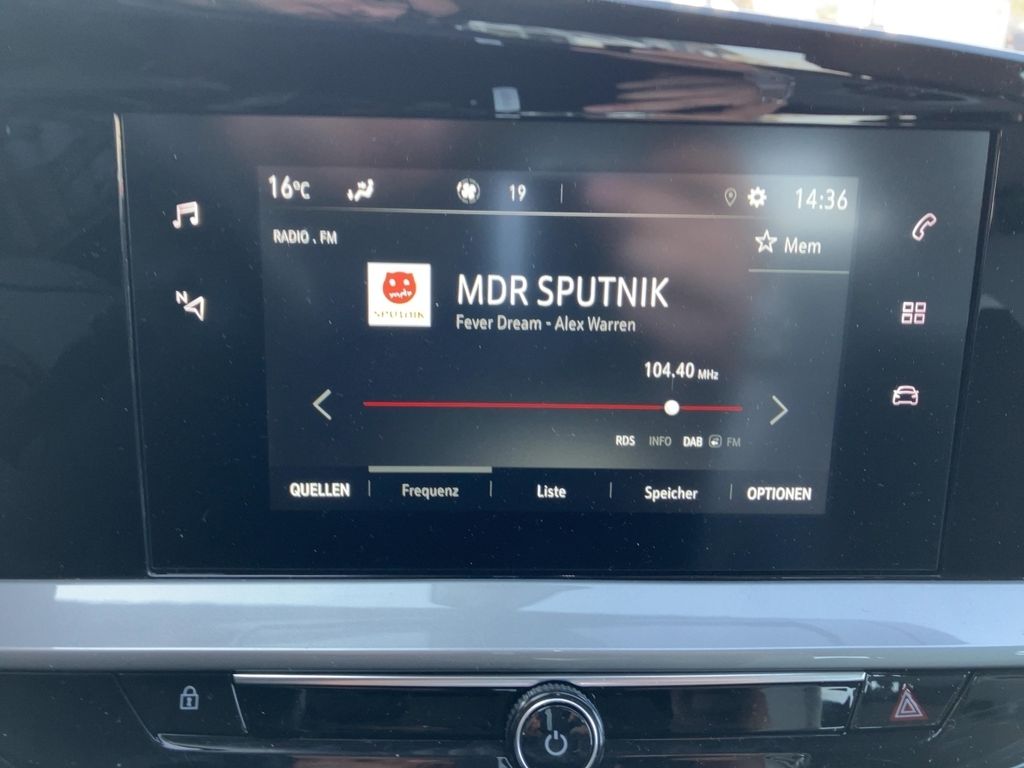 16°C 19 14:36
RADIO . FM
Mem
mdr
SPUTNIK
MDR SPUTNIK
Fever Dream - Alex Warren
N
104.40 MHz
RDS INFO DAB FM
QUELLEN Frequenz Liste Speicher OPTIONEN